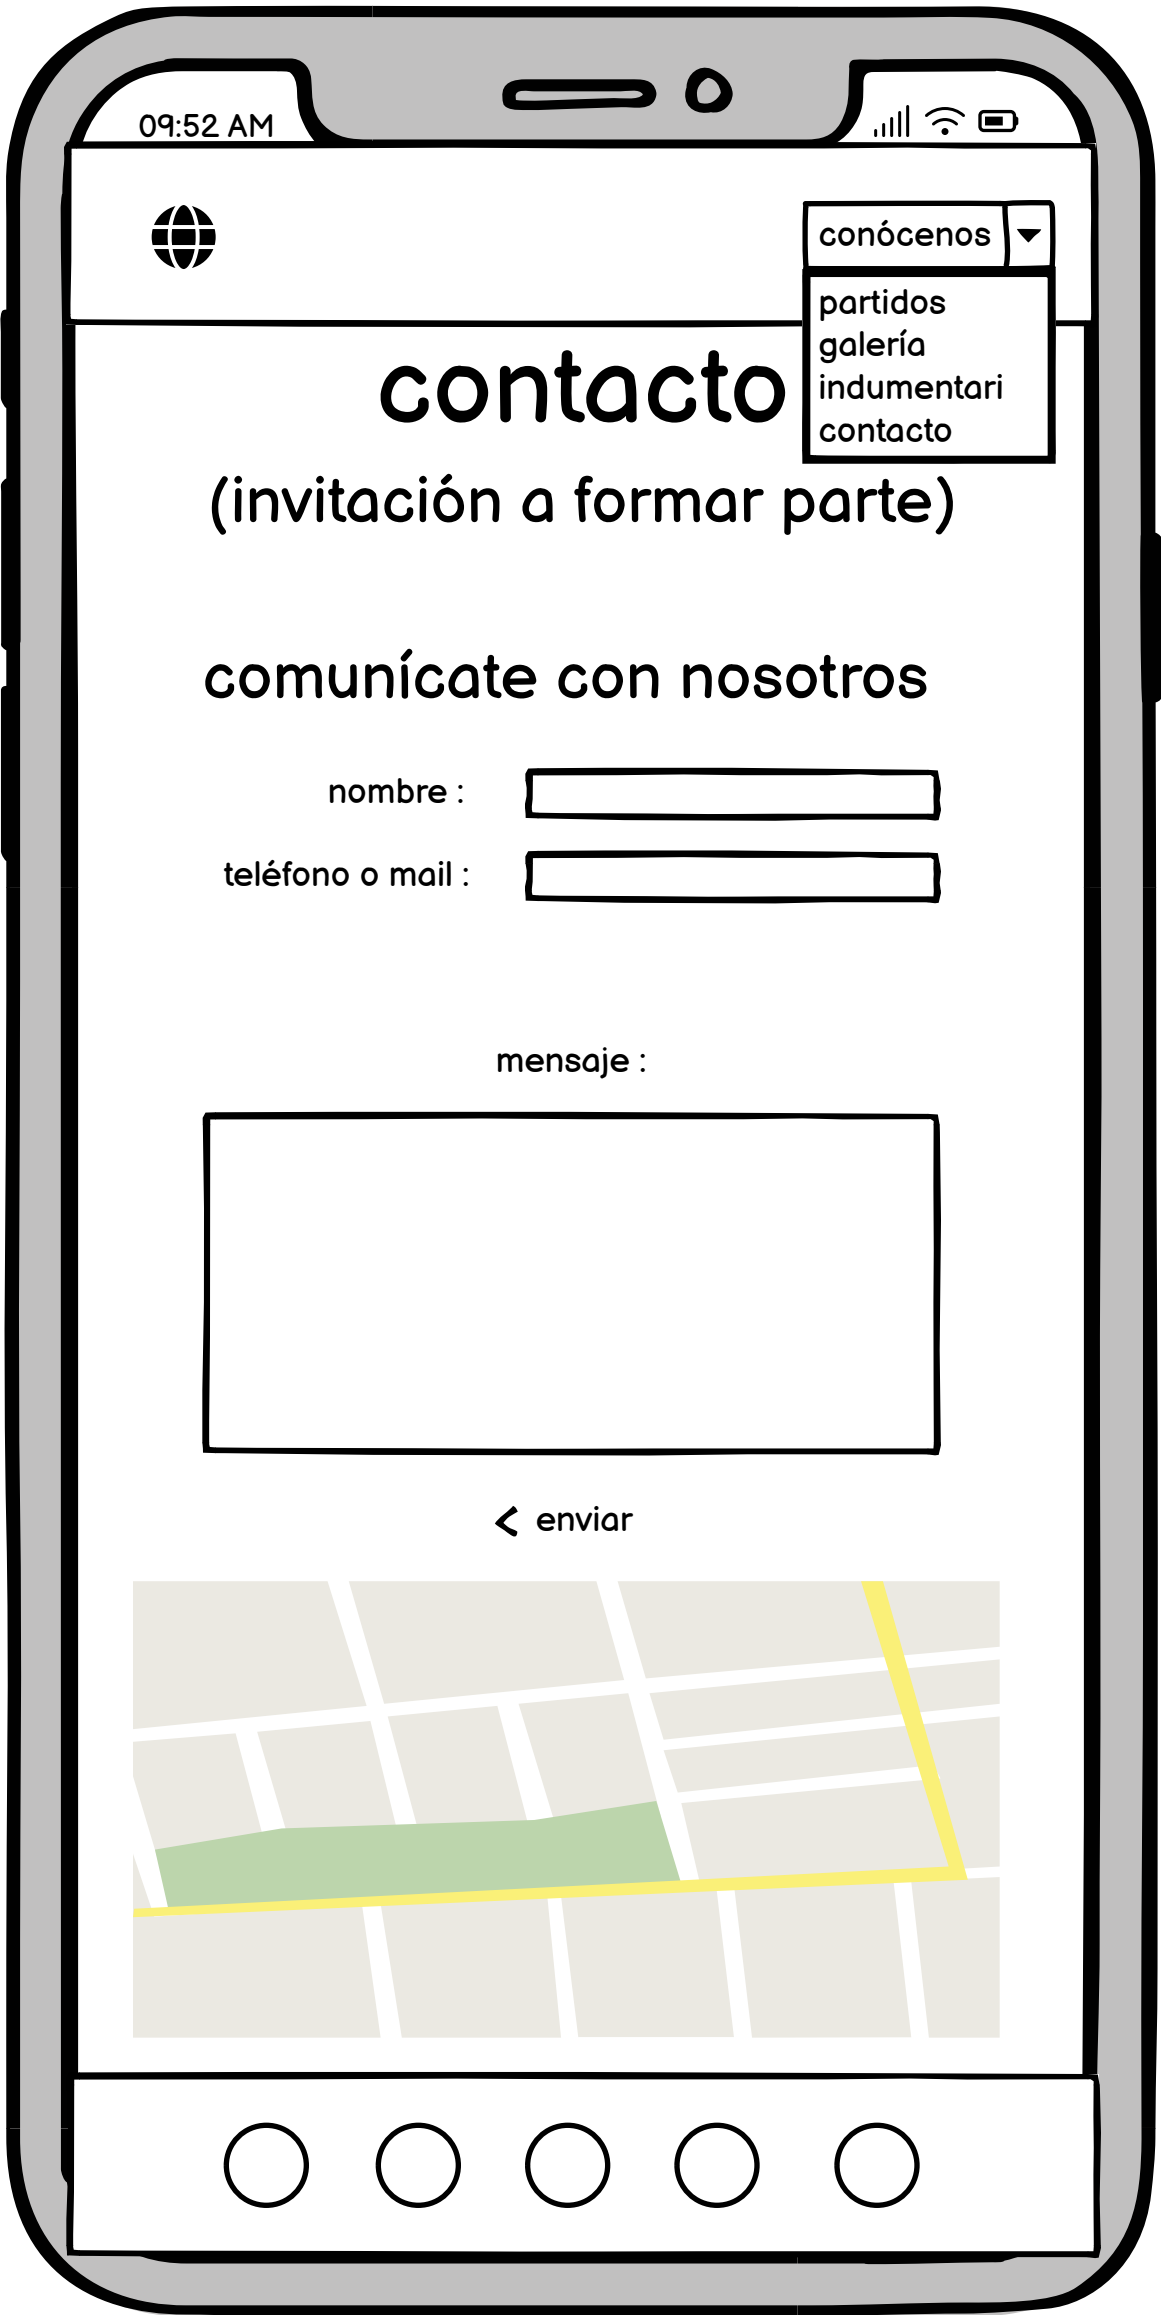 09:52 AM
conócenos
partidos
galería
indumentari
contacto
contacto
(invitación a formar parte)
comunícate con nosotros
nombre :
teléfono o mail :
mensaje :
< enviar